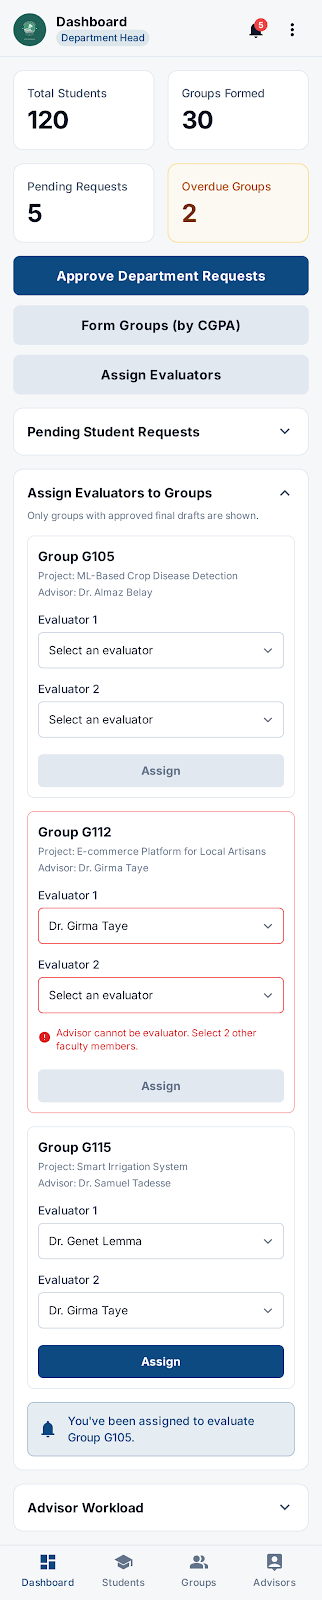 Dashboard
Department Head
5
Total Students
120
Groups Formed
30
Pending Requests
5
Overdue Groups
2
Approve Department Requests
Form Groups (by CGPA)
Assign Evaluators
Pending Student Requests
Assign Evaluators to Groups
Only groups with approved final drafts are shown.
Group G105
Project: ML-Based Crop Disease Detection
Advisor: Dr. Almaz Belay
Evaluator 1
Select an evaluator
Evaluator 2
Select an evaluator
Assign
Group G112
Project: E-commerce Platform for Local Artisans
Advisor: Dr. Girma Taye
Evaluator 1
Dr. Girma Taye
Evaluator 2
Select an evaluator
Advisor cannot be evaluator. Select 2 other
faculty members.
Assign
Group G115
Project: Smart Irrigation System
Advisor: Dr. Samuel Tadesse
Evaluator 1
Dr. Genet Lemma
Evaluator 2
Dr. Girma Taye
Assign
You've been assigned to evaluate
Group G105.
Advisor Workload
Dashboard
Students
Groups
Advisors